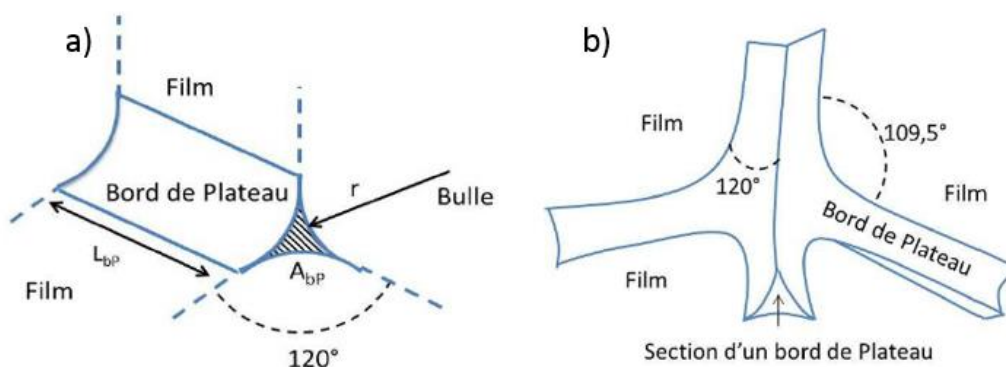 a)
Film
Bord de Plateau
r
Bulle
L_bP
A_bP
Film
120°
b)
Film
109,5°
120°
Film
Bord de Plateau
Film
Section d'un bord de Plateau